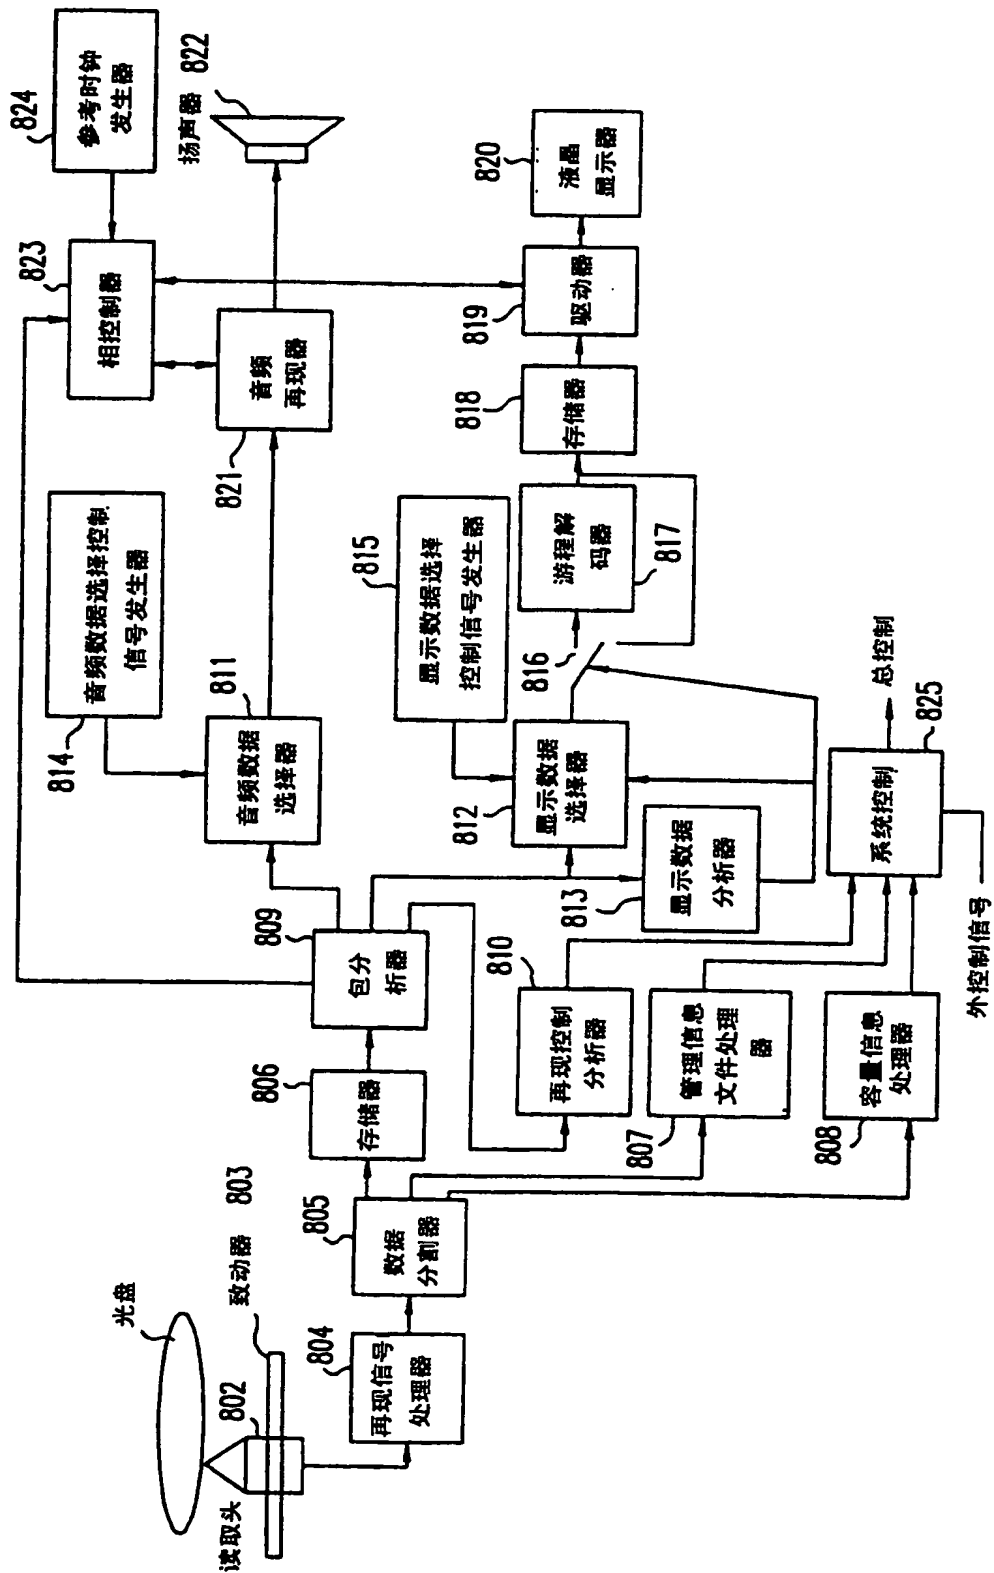 光盘
读取头
802
致动器 803
再现信号
处理器
804
数据
分割器
805
存储器
806
包分
析器
809
音频数据
选择器
811
音频数据选择控制
信号发生器
814
音频
再现器
821
相控制器
823
参考时钟
发生器
824
扬声器 822
显示数据
选择器
812
显示数据
分析器
813
显示数据选择
控制信号发生器
815
816
游程解
码器
817
存储器
818
驱动器
819
液晶
显示器
820
再现控制
分析器
810
管理信息
文件处理
器
807
容量信息
处理器
808
系统控制
825
总控制
外控制信号